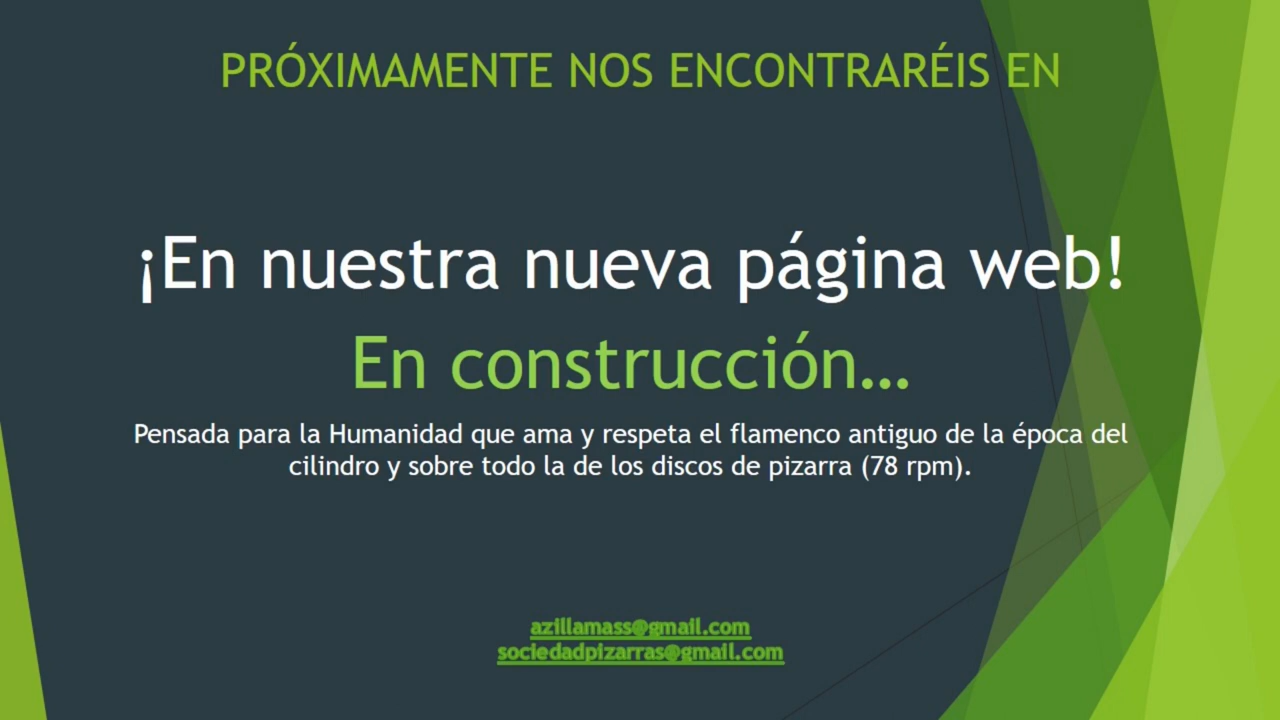 PRÓXIMAMENTE NOS ENCONTRARÉIS EN
¡En nuestra nueva página web!
En construcción...
Pensada para la Humanidad que ama y respeta el flamenco antiguo de la época del
cilindro y sobre todo la de los discos de pizarra (78 rpm).
azillamass@gmail.com
sociedadpizarras@gmail.com